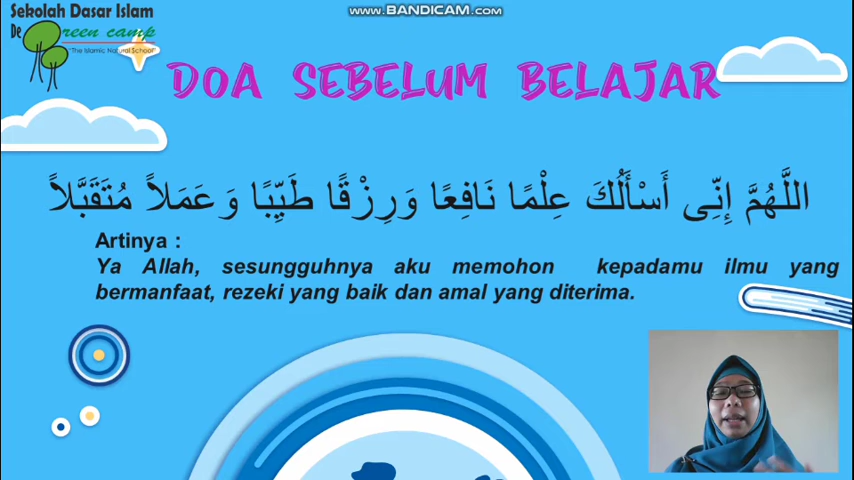 Sekolah Dasar Islam
De Green camp
"The Islamic Natural School"
WWW.BANDICAM.COM
DOA SEBELUM BELAJAR
اللَّهُمَّ إِنِّى أَسْأَلُكَ عِلْمًا نَافِعًا وَرِزْقًا طَيِّبًا وَعَمَلاً مُتَقَبَّلاً
Artinya :
Ya Allah, sesungguhnya aku memohon kepadamu ilmu yang
bermanfaat, rezeki yang baik dan amal yang diterima.